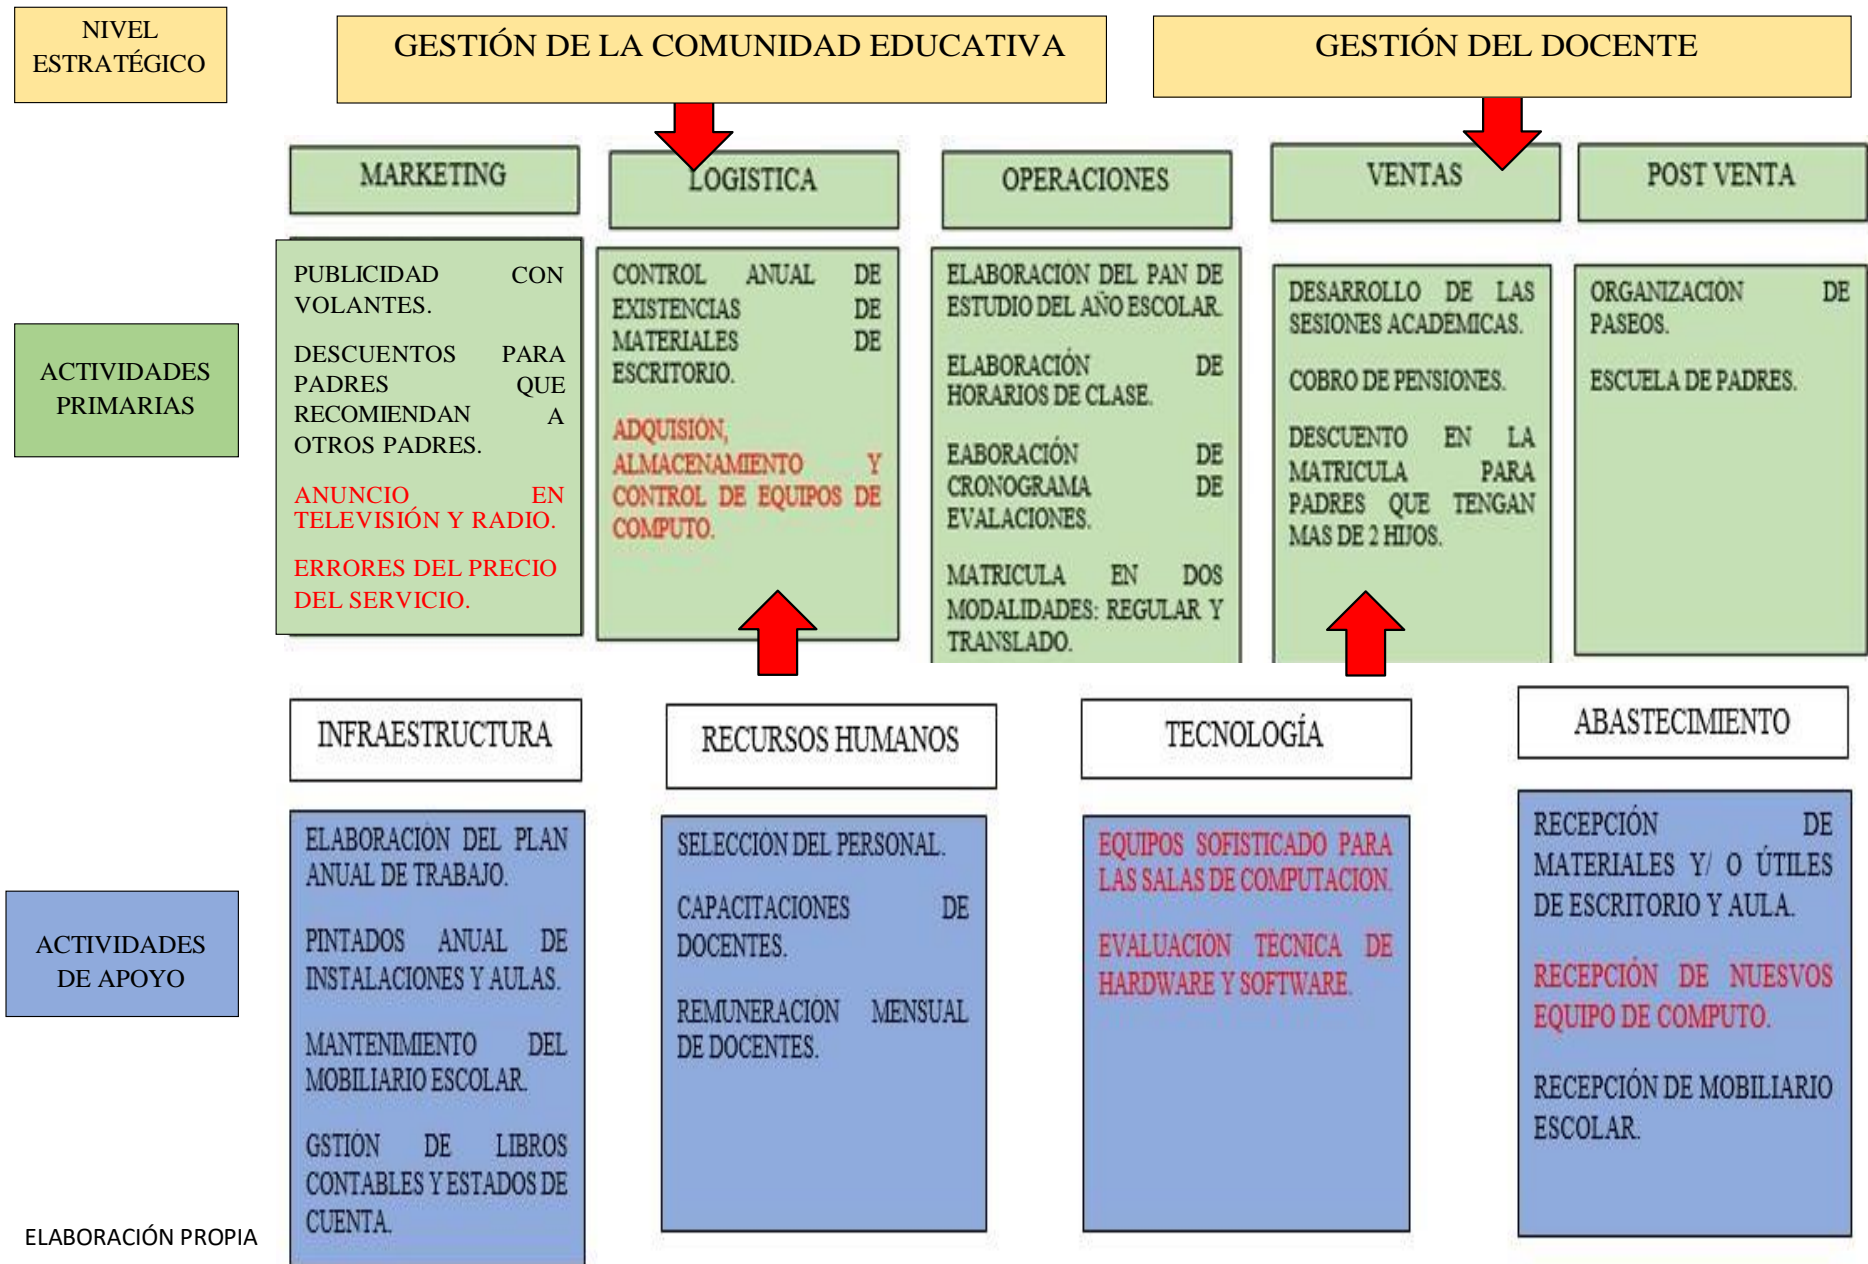 NIVEL
ESTRATÉGICO
GESTIÓN DE LA COMUNIDAD EDUCATIVA
GESTIÓN DEL DOCENTE
ACTIVIDADES
PRIMARIAS
MARKETING
PUBLICIDAD CON
VOLANTES.
DESCUENTOS PARA
PADRES QUE
RECOMIENDAN A
OTROS PADRES.
ANUNCIO EN
TELEVISIÓN Y RADIO.
ERRORES DEL PRECIO
DEL SERVICIO.
LOGISTICA
CONTROL ANUAL DE
EXISTENCIAS DE
MATERIALES DE
ESCRITORIO.
ADQUISIÓN,
ALMACENAMIENTO Y
CONTROL DE EQUIPOS DE
COMPUTO.
OPERACIONES
ELABORACIÓN DEL PAN DE
ESTUDIO DEL AÑO ESCOLAR.
ELABORACIÓN DE
HORARIOS DE CLASE.
EABORACIÓN DE
CRONOGRAMA DE
EVALACIONES.
MATRICULA EN DOS
MODALIDADES: REGULAR Y
TRANSLADO.
VENTAS
DESARROLLO DE LAS
SESIONES ACADÉMICAS.
COBRO DE PENSIONES.
DESCUENTO EN LA
MATRICULA PARA
PADRES QUE TENGAN
MAS DE 2 HIJOS.
POST VENTA
ORGANIZACIÓN DE
PASEOS.
ESCUELA DE PADRES.
ACTIVIDADES
DE APOYO
INFRAESTRUCTURA
ELABORACIÓN DEL PLAN
ANUAL DE TRABAJO.
PINTADOS ANUAL DE
INSTALACIONES Y AULAS.
MANTENIMIENTO DEL
MOBILIARIO ESCOLAR.
GSTIÓN DE LIBROS
CONTABLES Y ESTADOS DE
CUENTA.
RECURSOS HUMANOS
SELECCIÓN DEL PERSONAL.
CAPACITACIONES DE
DOCENTES.
REMUNERACIÓN MENSUAL
DE DOCENTES.
TECNOLOGÍA
EQUIPOS SOFISTICADO PARA
LAS SALAS DE COMPUTACION.
EVALUACIÓN TÉCNICA DE
HARDWARE Y SOFTWARE.
ABASTECIMIENTO
RECEPCIÓN DE
MATERIALES Y/ O ÚTILES
DE ESCRITORIO Y AULA.
RECEPCIÓN DE NUESVOS
EQUIPO DE COMPUTO.
RECEPCIÓN DE MOBILIARIO
ESCOLAR.
ELABORACIÓN PROPIA